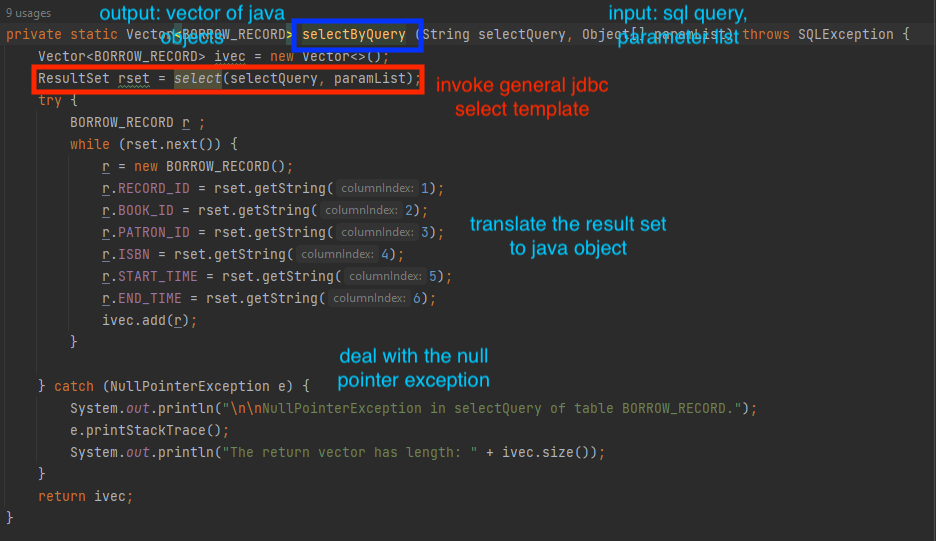 9 usages
output: vector of java
objects
input: sql query,
parameter list
private static Vector<BORROW_RECORD> selectByQuery (String selectQuery, Object[] paramList) throws SQLException {
Vector<BORROW_RECORD> ivec = new Vector<>();
ResultSet rset = select(selectQuery, paramList);
invoke general jdbc
select template
try {
BORROW_RECORD r ;
while (rset.next()) {
r = new BORROW_RECORD();
r.RECORD_ID = rset.getString( columnIndex: 1);
r.BOOK_ID = rset.getString( columnIndex: 2);
r.PATRON_ID = rset.getString( columnIndex: 3);
r.ISBN = rset.getString( columnIndex: 4);
r.START_TIME = rset.getString( columnIndex: 5);
r.END_TIME = rset.getString( columnIndex: 6);
translate the result set
to java object
ivec.add(r);
}
deal with the null
pointer exception
} catch (NullPointerException e) {
System.out.println("\n\nNullPointerException in selectQuery of table BORROW_RECORD.");
e.printStackTrace();
System.out.println("The return vector has length: " + ivec.size());
}
return ivec;
}